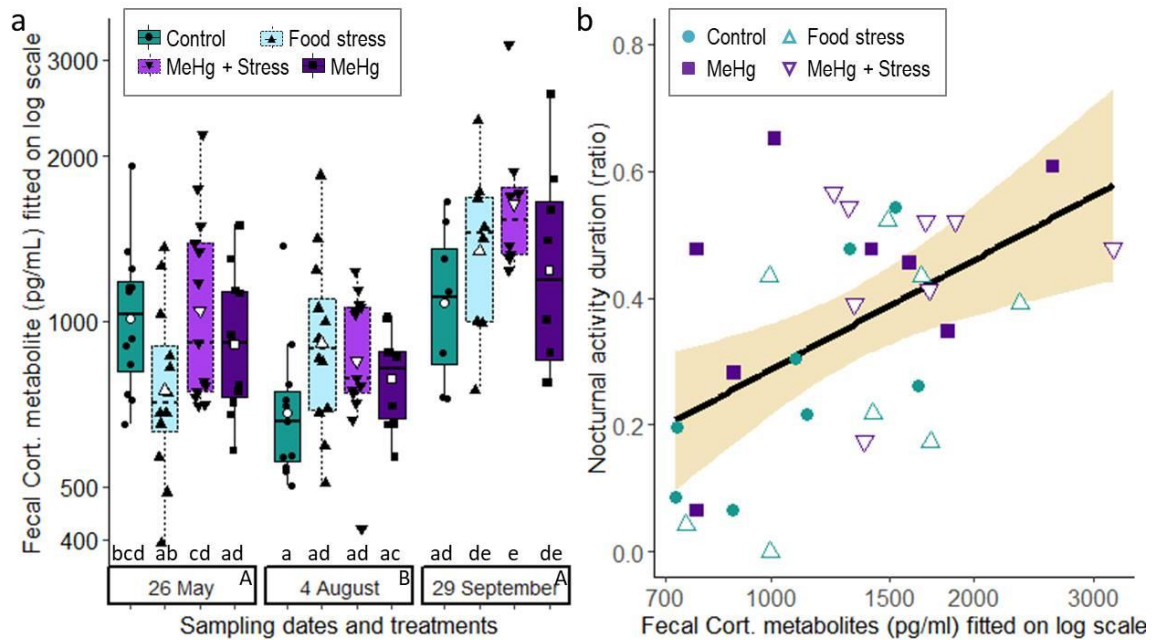 a
Fecal Cort. metabolite (pg/mL) fitted on log scale
3000
2000
1000
500
400
Control
Food stress
MeHg + Stress
MeHg
bcd ab cd ad
a ad ad ac
ad de e de
26 May A
4 August B
29 September A
Sampling dates and treatments
b
Nocturnal activity duration (ratio)
0.8
0.6
0.4
0.2
0.0
Control
Food stress
MeHg
MeHg + Stress
700 1000 1500 2000 3000
Fecal Cort. metabolites (pg/ml) fitted on log scale